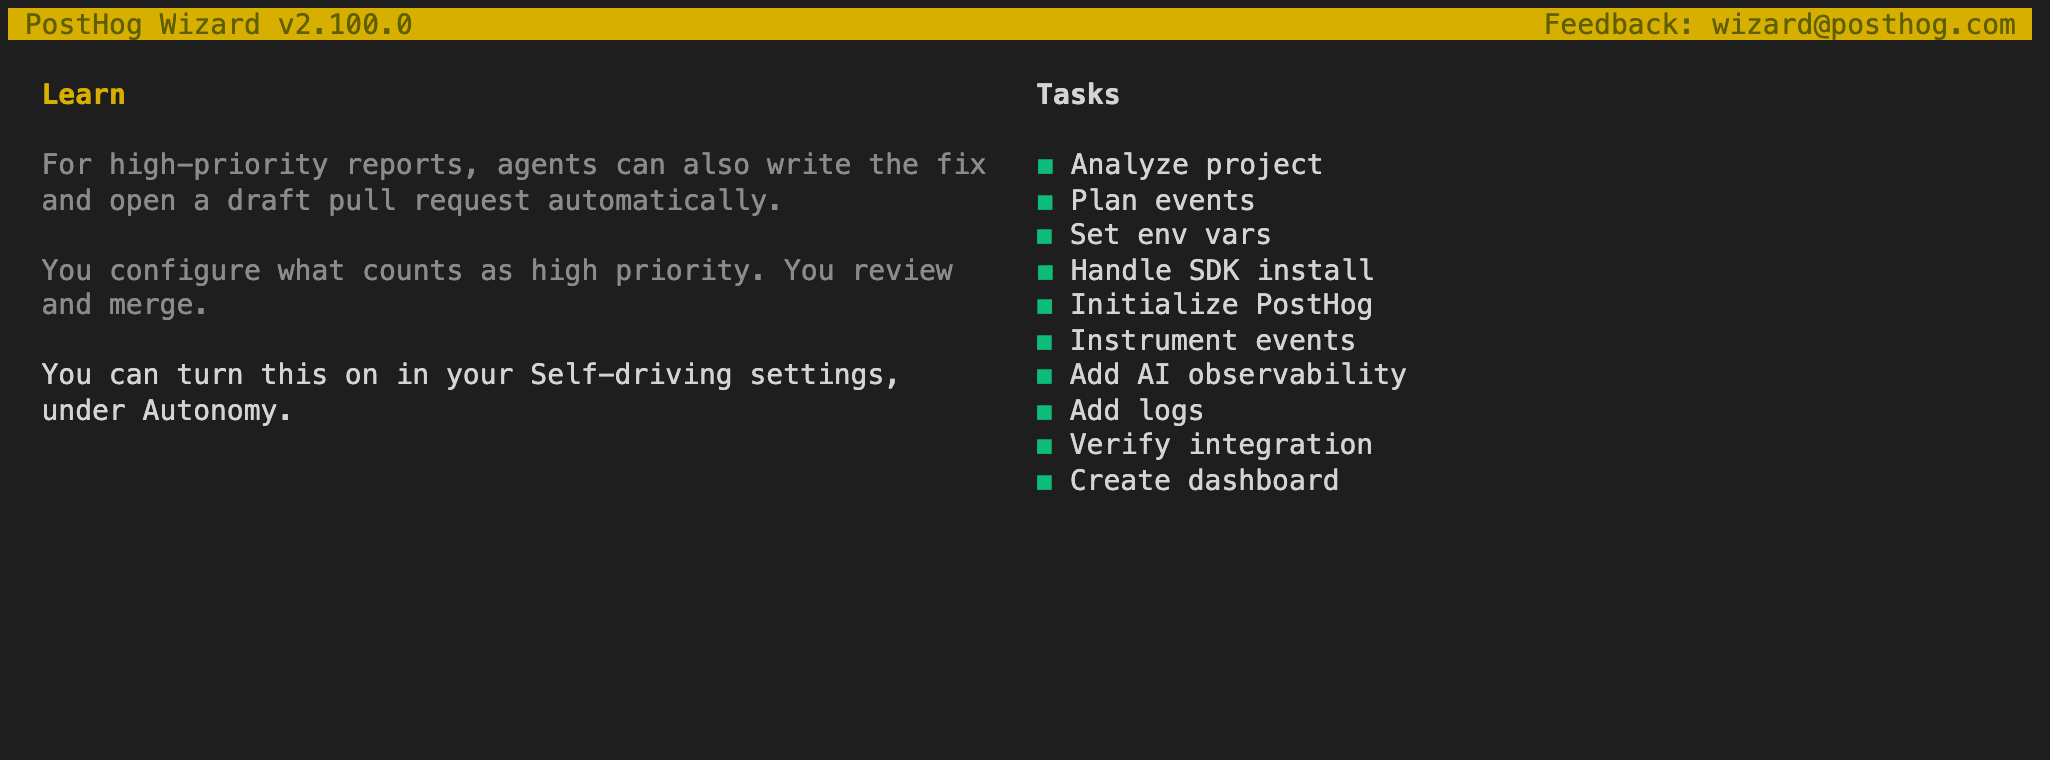 PostHog Wizard v2.100.0
Feedback: wizard@posthog.com
Learn
For high-priority reports, agents can also write the fix
and open a draft pull request automatically.
You configure what counts as high priority. You review
and merge.
You can turn this on in your Self-driving settings,
under Autonomy.
Tasks
Analyze project
Plan events
Set env vars
Handle SDK install
Initialize PostHog
Instrument events
Add AI observability
Add logs
Verify integration
Create dashboard